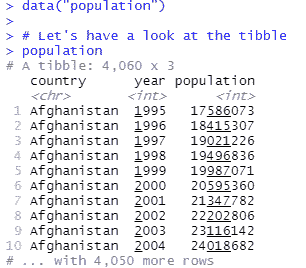 > data("population")
>
> # Let's have a look at the tibble
> population
# A tibble: 4,060 x 3
country year population
<chr> <int> <int>
1 Afghanistan 1995 17586073
2 Afghanistan 1996 18415307
3 Afghanistan 1997 19021226
4 Afghanistan 1998 19496836
5 Afghanistan 1999 19987071
6 Afghanistan 2000 20595360
7 Afghanistan 2001 21347782
8 Afghanistan 2002 22202806
9 Afghanistan 2003 23116142
10 Afghanistan 2004 24018682
# ... with 4,050 more rows